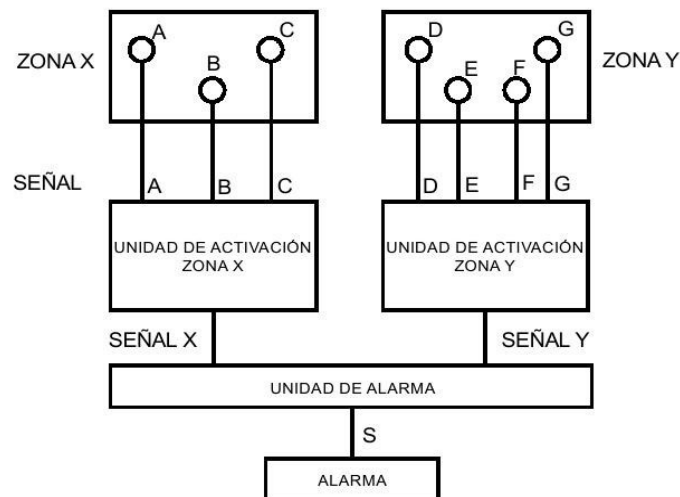 A
C
B
ZONA X
D
G
E
F
ZONA Y
SEÑAL
A
B
C
D
E
F
G
UNIDAD DE ACTIVACIÓN
ZONA X
UNIDAD DE ACTIVACIÓN
ZONA Y
SEÑAL X
SEÑAL Y
UNIDAD DE ALARMA
S
ALARMA